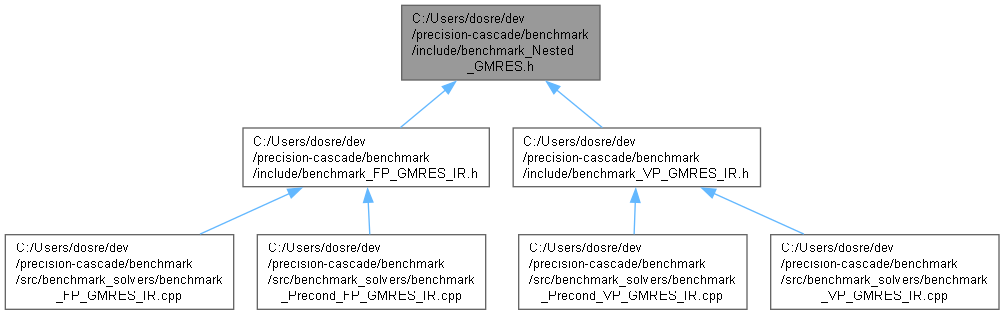 C:/Users/dosre/dev
/precision-cascade/benchmark
/include/benchmark_Nested
_GMRES.h
C:/Users/dosre/dev
/precision-cascade/benchmark
/include/benchmark_FP_GMRES_IR.h
C:/Users/dosre/dev
/precision-cascade/benchmark
/include/benchmark_VP_GMRES_IR.h
C:/Users/dosre/dev
/precision-cascade/benchmark
/src/benchmark_solvers/benchmark
_FP_GMRES_IR.cpp
C:/Users/dosre/dev
/precision-cascade/benchmark
/src/benchmark_solvers/benchmark
_Precond_FP_GMRES_IR.cpp
C:/Users/dosre/dev
/precision-cascade/benchmark
/src/benchmark_solvers/benchmark
_Precond_VP_GMRES_IR.cpp
C:/Users/dosre/dev
/precision-cascade/benchmark
/src/benchmark_solvers/benchmark
_VP_GMRES_IR.cpp